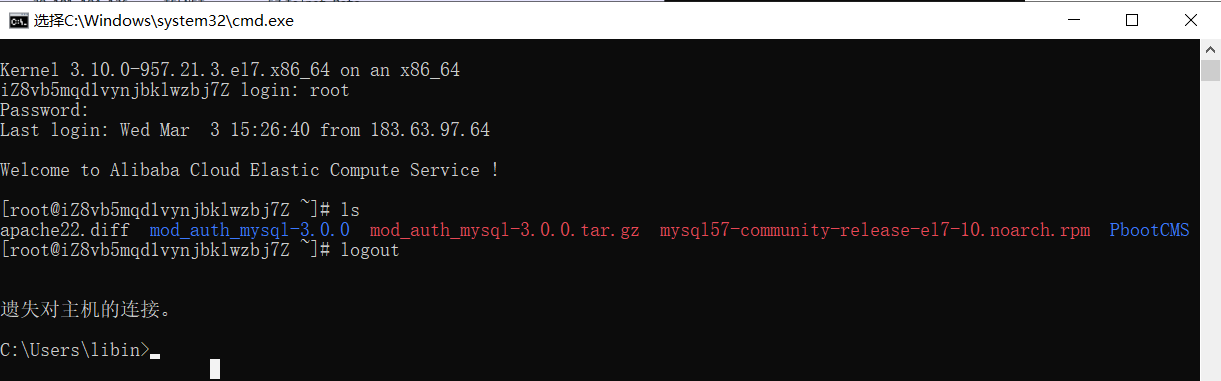 选择C:\Windows\system32\cmd.exe
Kernel 3.10.0-957.21.3.el7.x86_64 on an x86_64
iZ8vb5mqdlvynjbklwzbj7Z login: root
Password:
Last login: Wed Mar  3 15:26:40 from 183.63.97.64
Welcome to Alibaba Cloud Elastic Compute Service !
[root@iZ8vb5mqdlvynjbklwzbj7Z ~]# ls
apache22.diff  mod_auth_mysql-3.0.0  mod_auth_mysql-3.0.0.tar.gz  mysql57-community-release-el7-10.noarch.rpm  PbootCMS
[root@iZ8vb5mqdlvynjbklwzbj7Z ~]# logout
遗失对主机的连接。
C:\Users\libin>